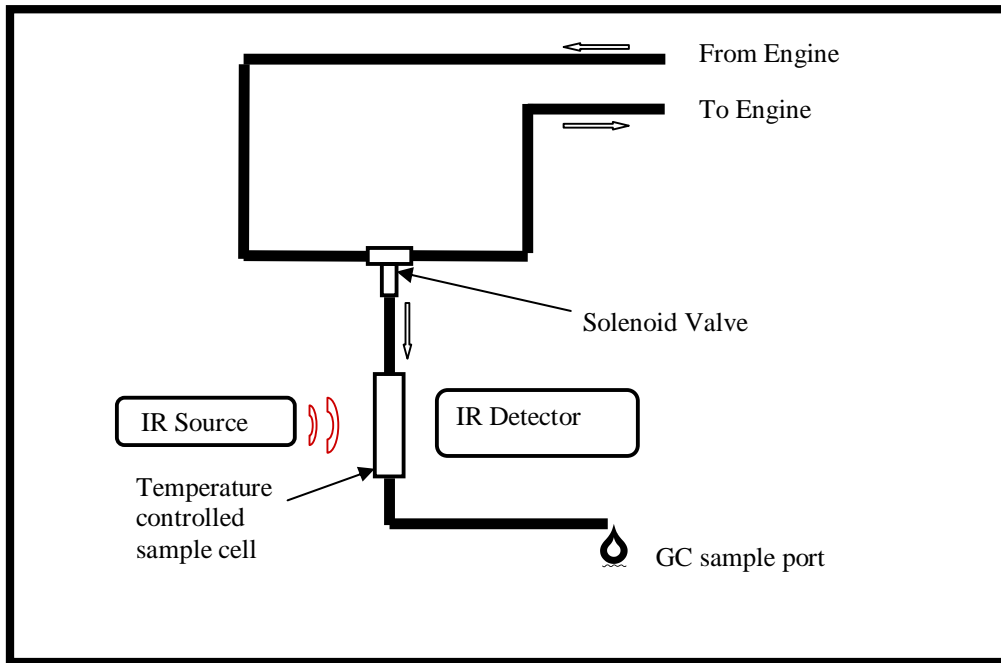 From Engine
To Engine
Solenoid Valve
IR Source
IR Detector
Temperature
controlled
sample cell
GC sample port